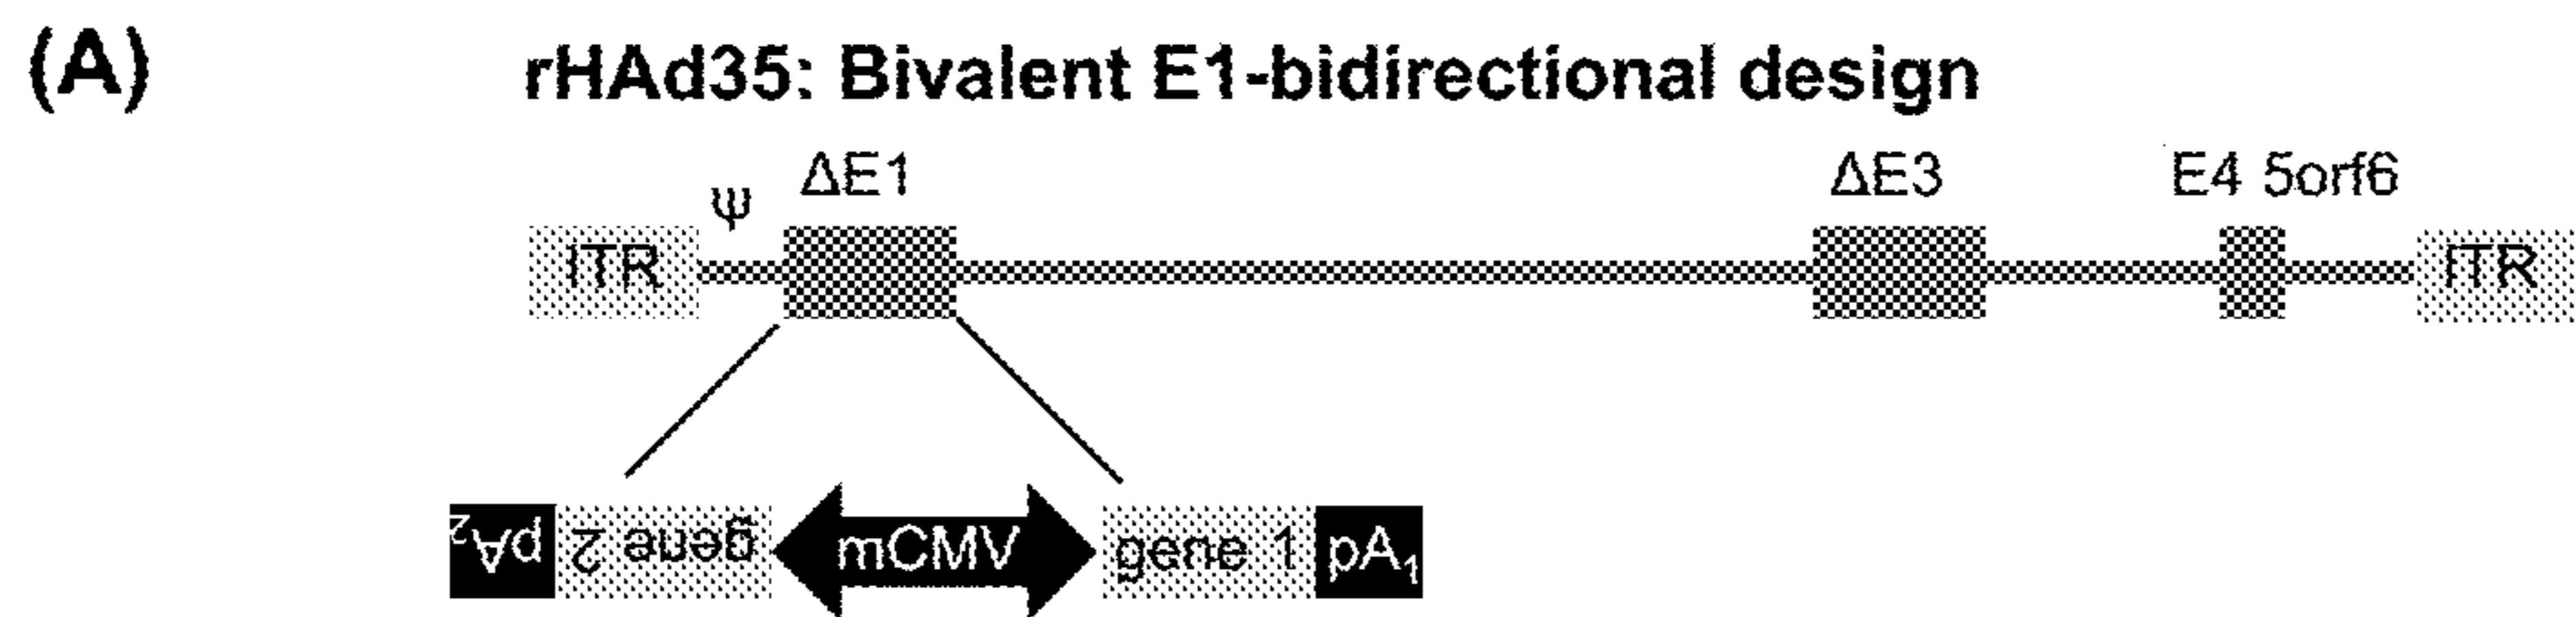 (A) rHAd35: Bivalent E1-bidirectional design
ψ ΔE1 ΔE3 E4 5orf6
ITR ITR
pA₂ gene 2 mCMV gene 1 pA₁